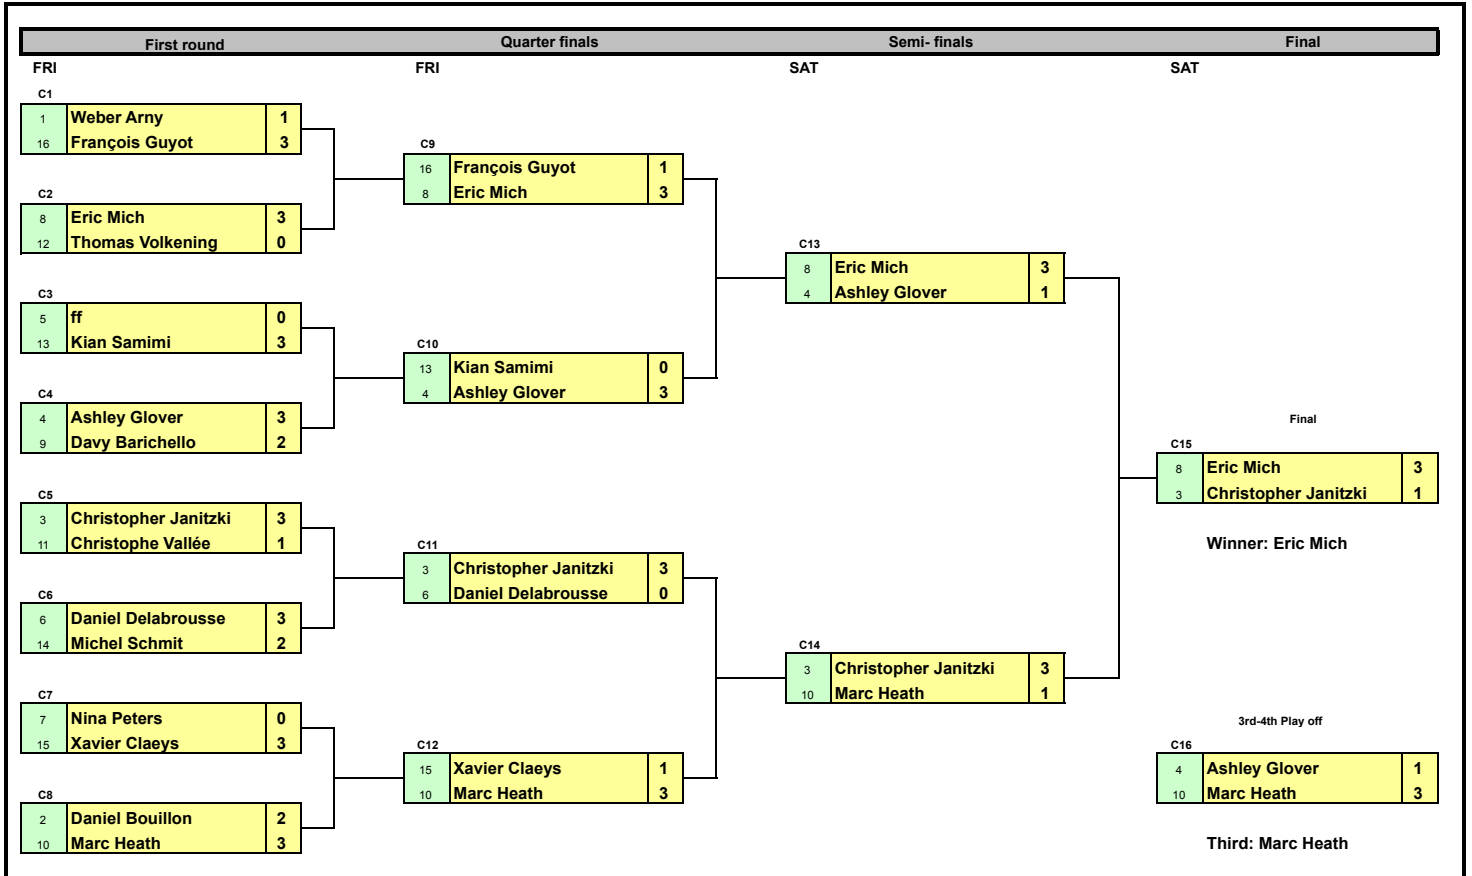 First round Quarter finals Semi- finals Final
FRI FRI SAT SAT
C1
1 Weber Arny 1
16 François Guyot 3
C2
8 Eric Mich 3
12 Thomas Volkening 0
C3
5 ff 0
13 Kian Samimi 3
C4
4 Ashley Glover 3
9 Davy Barichello 2
C5
3 Christopher Janitzki 3
11 Christophe Vallée 1
C6
6 Daniel Delabrousse 3
14 Michel Schmit 2
C7
7 Nina Peters 0
15 Xavier Claeys 3
C8
2 Daniel Bouillon 2
10 Marc Heath 3
C9
16 François Guyot 1
8 Eric Mich 3
C10
13 Kian Samimi 0
4 Ashley Glover 3
C11
3 Christopher Janitzki 3
6 Daniel Delabrousse 0
C12
15 Xavier Claeys 1
10 Marc Heath 3
C13
8 Eric Mich 3
4 Ashley Glover 1
C14
3 Christopher Janitzki 3
10 Marc Heath 1
Final
C15
8 Eric Mich 3
3 Christopher Janitzki 1
Winner: Eric Mich
3rd-4th Play off
C16
4 Ashley Glover 1
10 Marc Heath 3
Third: Marc Heath